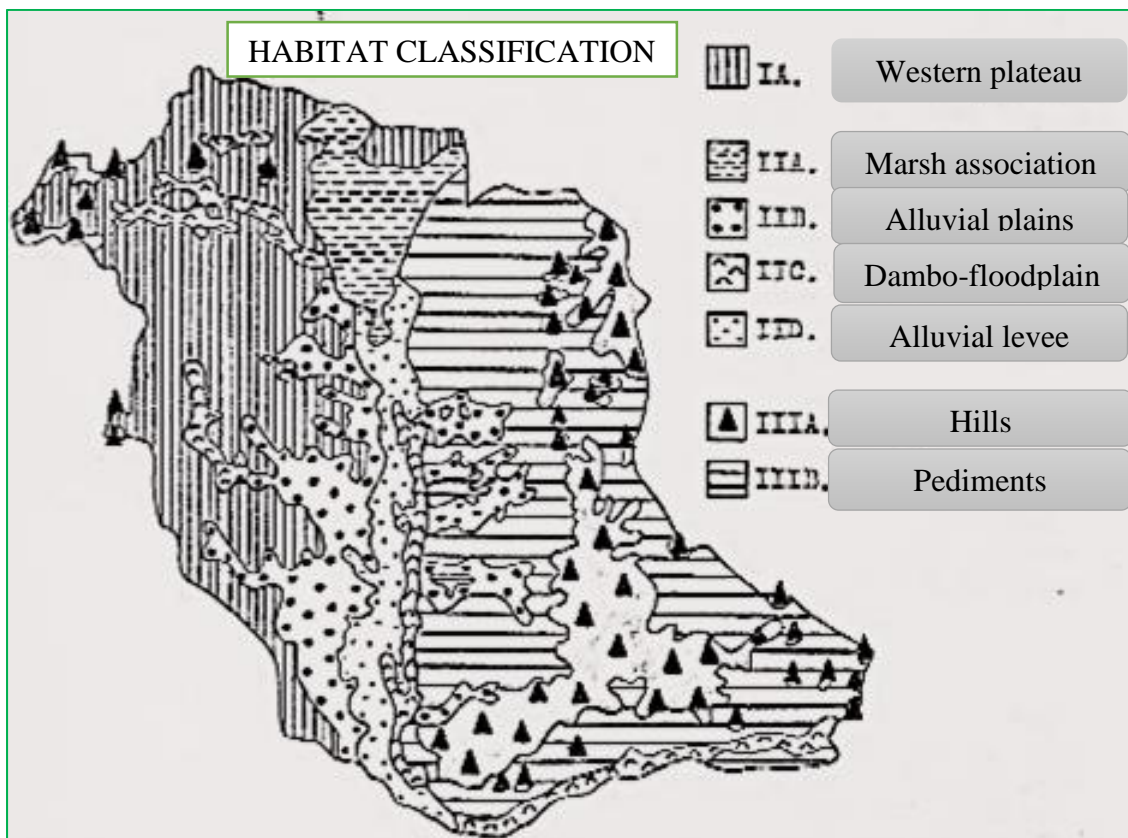 HABITAT CLASSIFICATION
IA. Western plateau
IIA. Marsh association
IIB. Alluvial plains
IIC. Dambo-floodplain
IID. Alluvial levee
IIIA. Hills
IIIB. Pediments